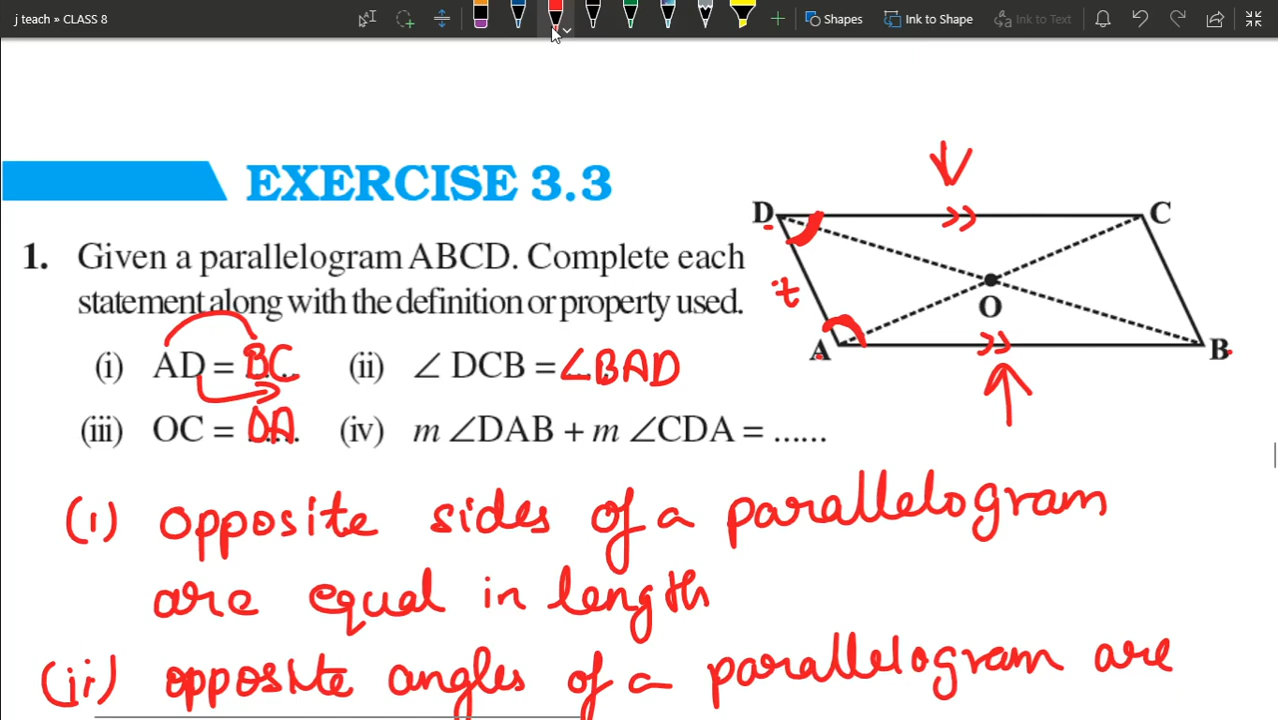 j teach » CLASS 8
Shapes
Ink to Shape
Ink to Text
EXERCISE 3.3
1. Given a parallelogram ABCD. Complete each
statement along with the definition or property used.
(i) AD = BC (ii) ∠ DCB = ∠BAD
(iii) OC = OA (iv) m ∠DAB + m ∠CDA = ......
D
C
O
A
B
t
(i) opposite sides of a parallelogram
are equal in length
(ii) opposite angles of a parallelogram are